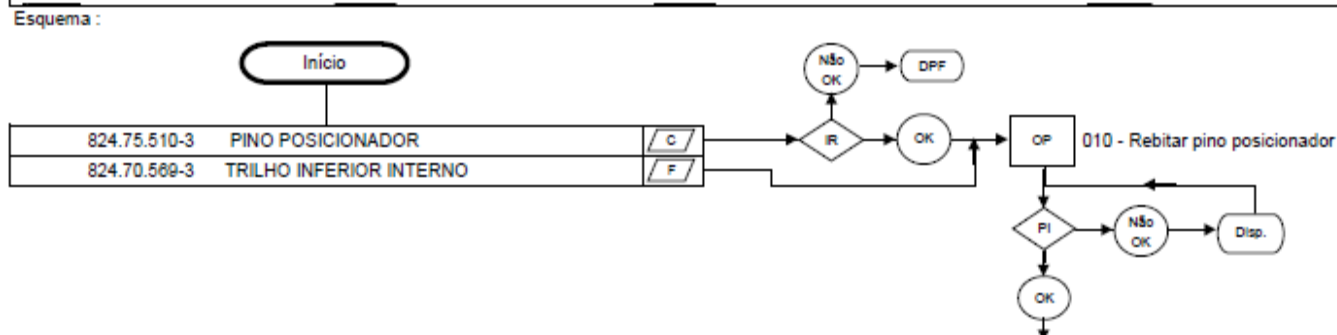 Esquema :
Início
Não
OK
DPF
824.75.510-3 PINO POSICIONADOR C
IR
OK
OP
010 - Rebitar pino posicionador
824.70.569-3 TRILHO INFERIOR INTERNO F
PI
Não
OK
Disp.
OK